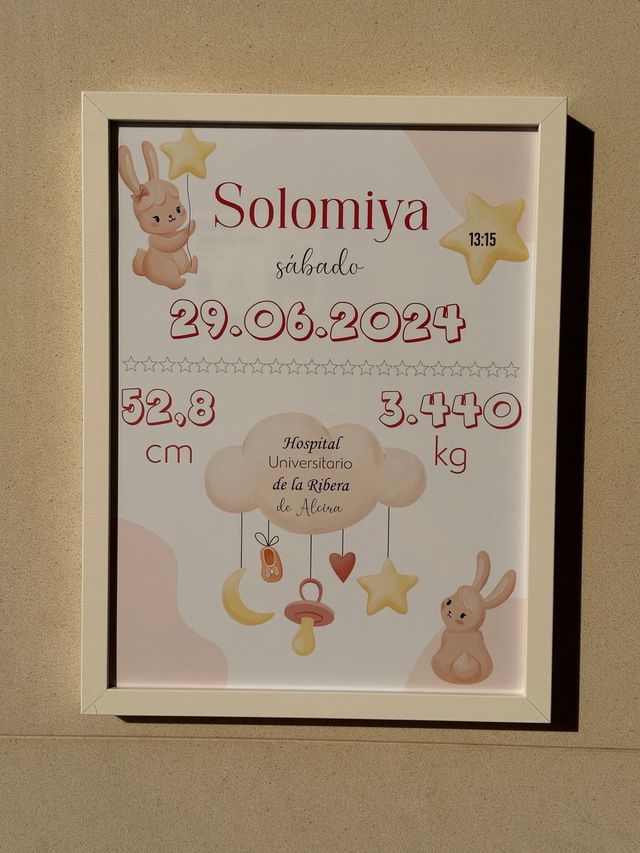 Solomiya
13:15
sábado
29.06.2024
52,8
cm
3.440
kg
Hospital
Universitario
de la Ribera
de Alcira